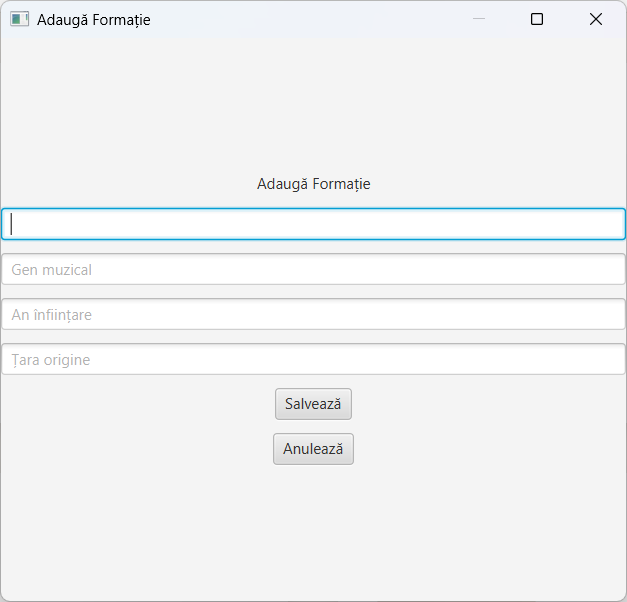 Adaugă Formație
Adaugă Formație
Gen muzical
An înființare
Țara origine
Salvează
Anulează